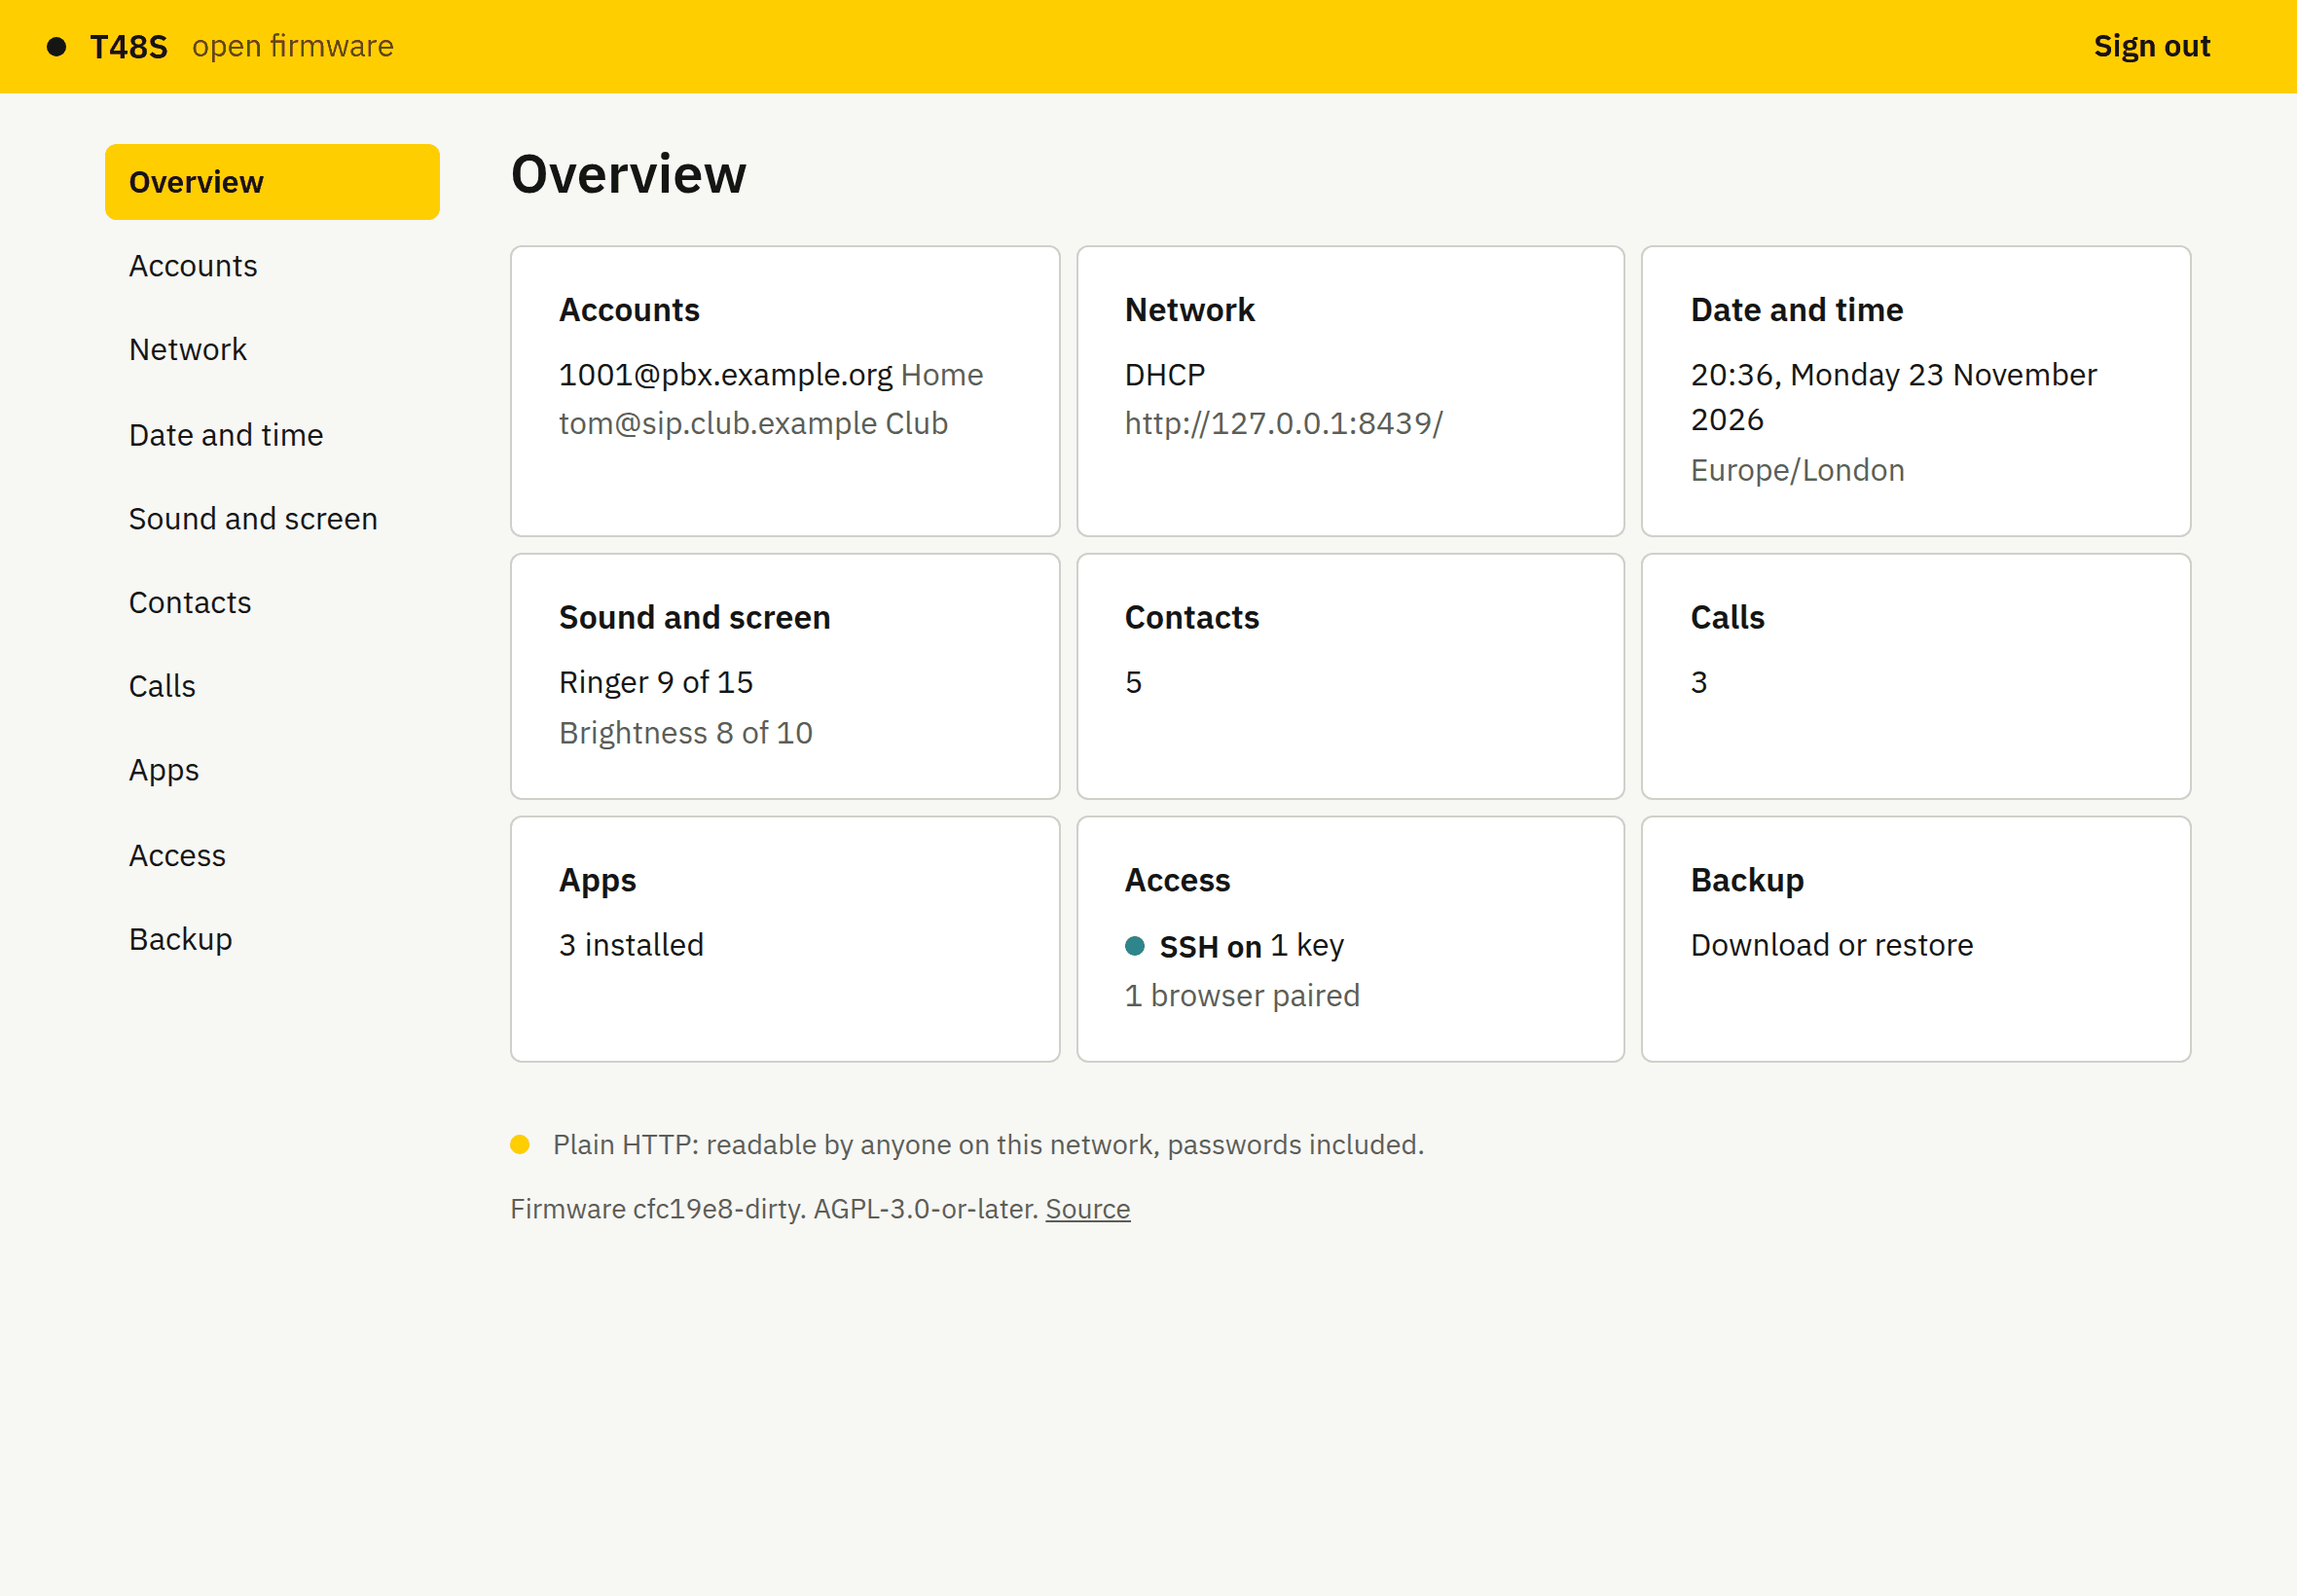 T48S open firmware
Sign out
Overview
Accounts
Network
Date and time
Sound and screen
Contacts
Calls
Apps
Access
Backup
Overview
Accounts
1001@pbx.example.org Home
tom@sip.club.example Club
Network
DHCP
http://127.0.0.1:8439/
Date and time
20:36, Monday 23 November
2026
Europe/London
Sound and screen
Ringer 9 of 15
Brightness 8 of 10
Contacts
5
Calls
3
Apps
3 installed
Access
SSH on 1 key
1 browser paired
Backup
Download or restore
Plain HTTP: readable by anyone on this network, passwords included.
Firmware cfc19e8-dirty. AGPL-3.0-or-later. Source